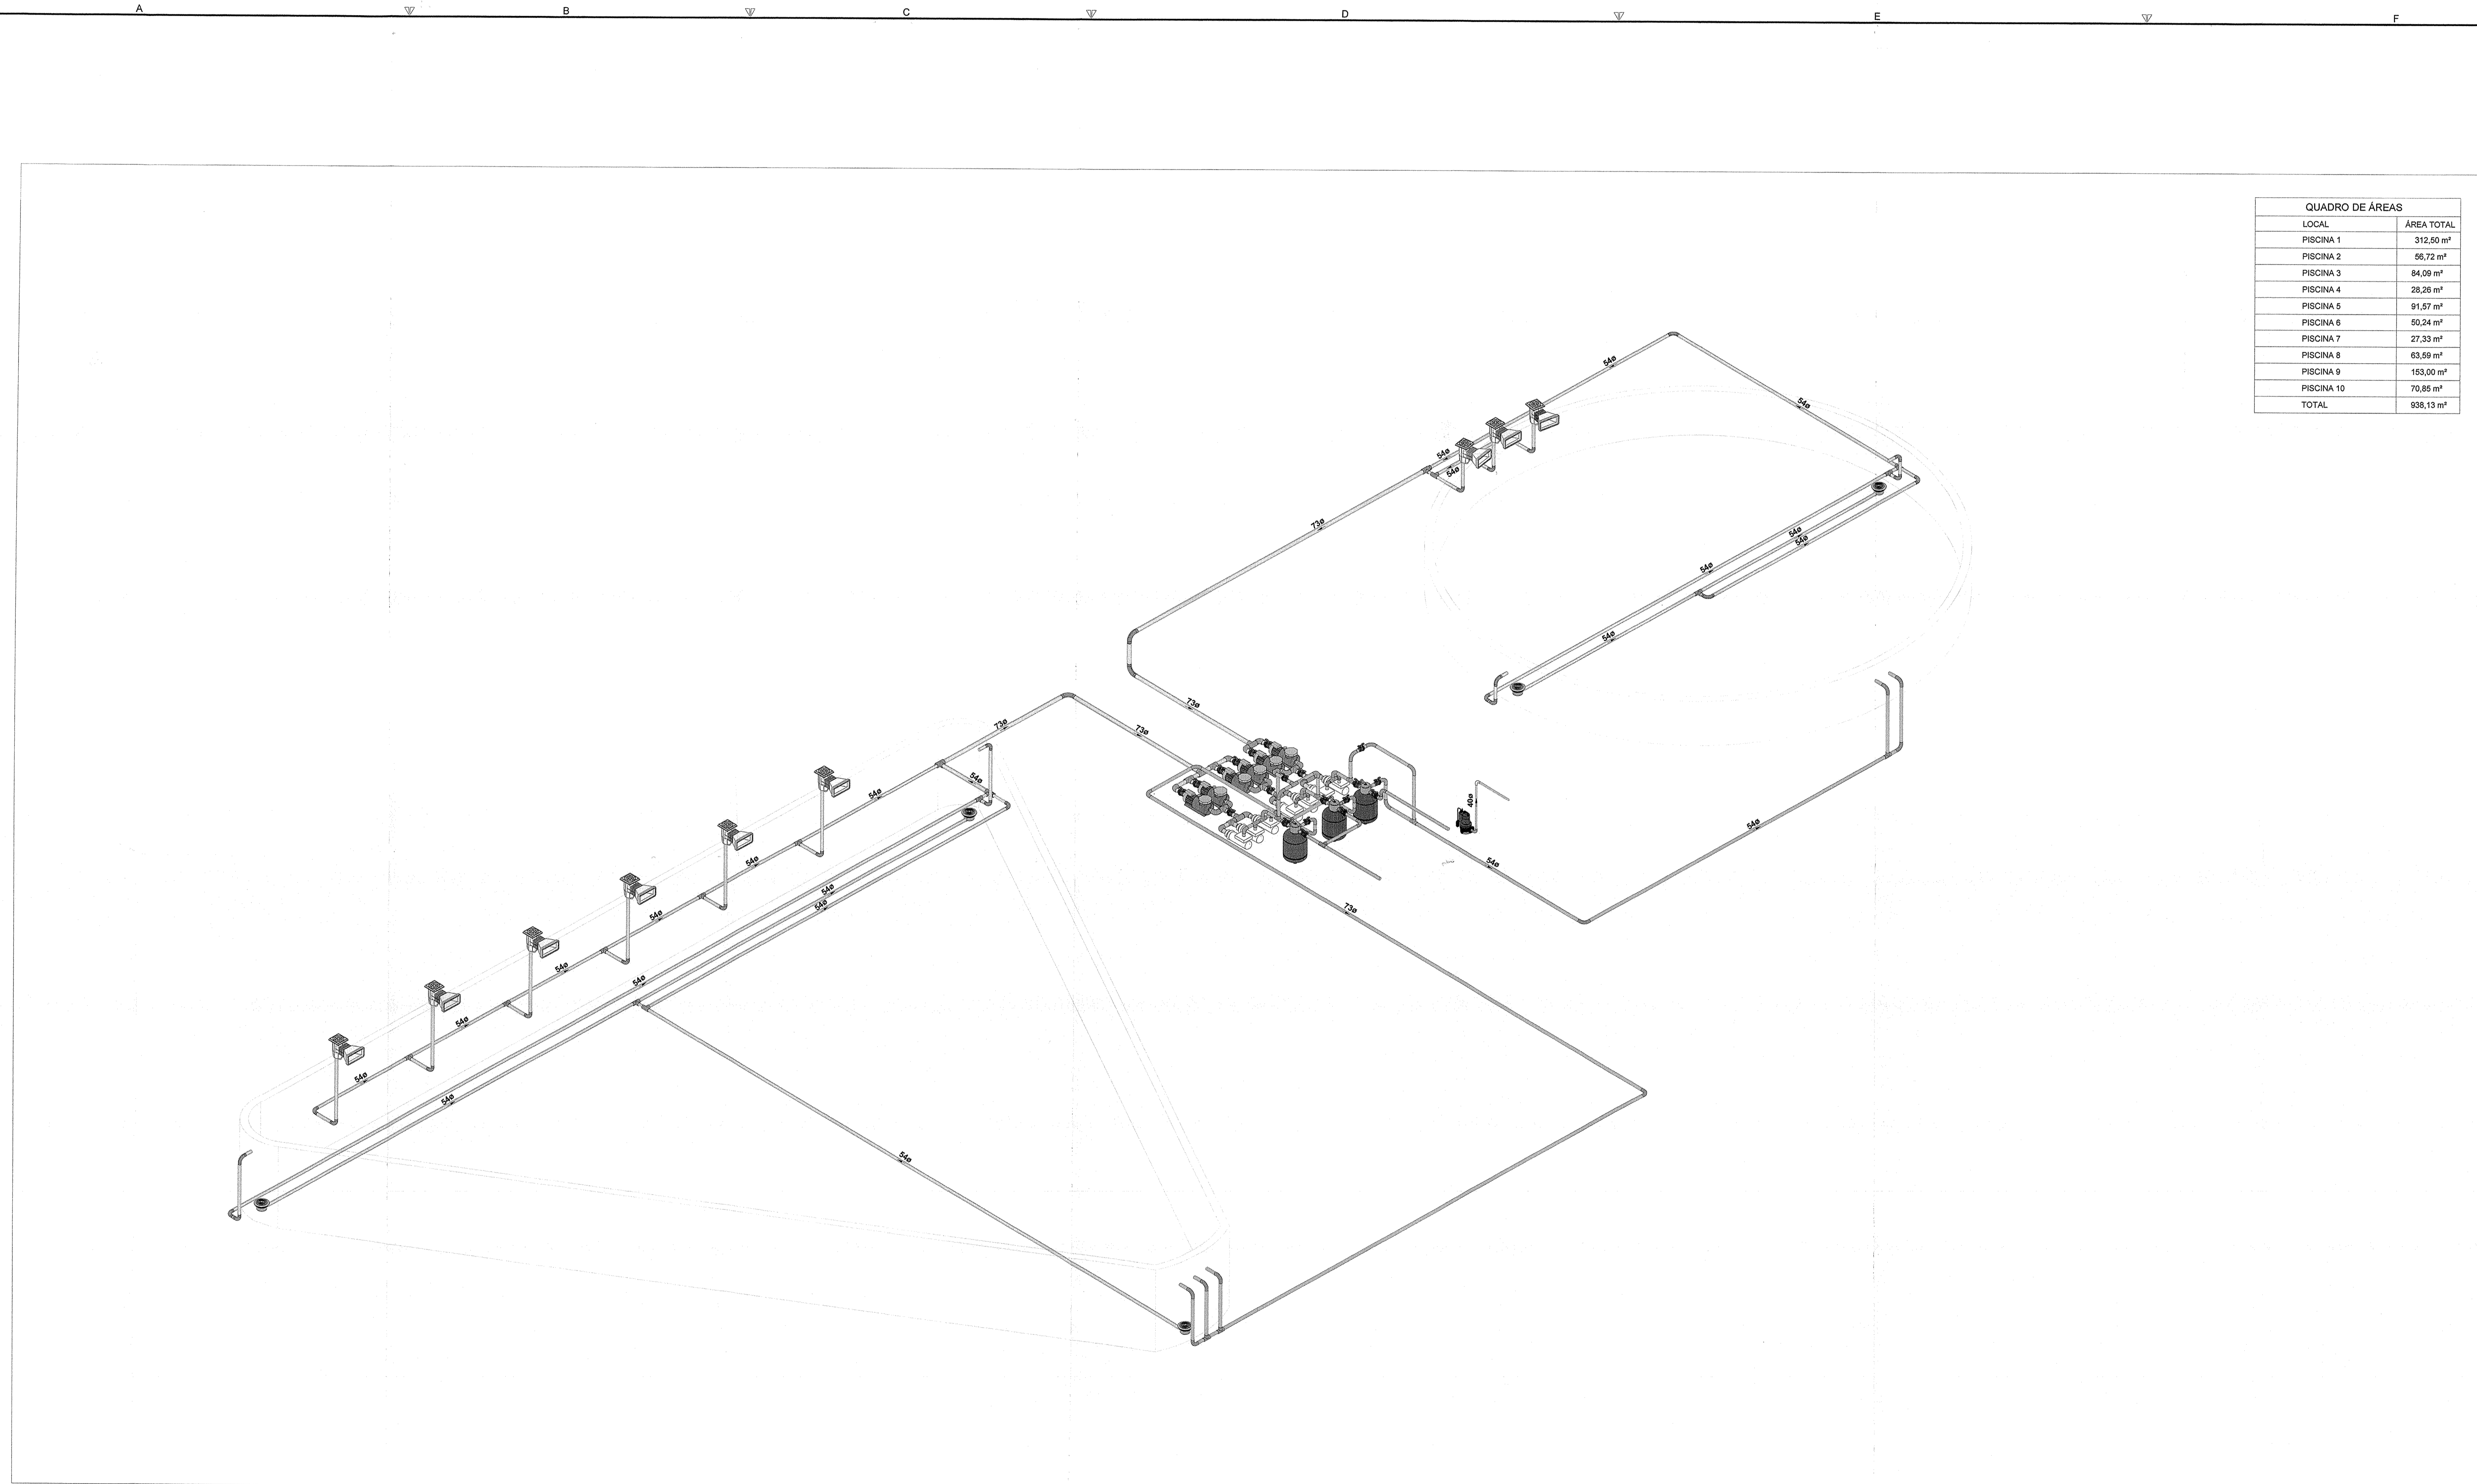 A B C D E F
QUADRO DE ÁREAS
LOCAL ÁREA TOTAL
PISCINA 1 312,50 m²
PISCINA 2 56,72 m²
PISCINA 3 84,09 m²
PISCINA 4 28,26 m²
PISCINA 5 91,57 m²
PISCINA 6 50,24 m²
PISCINA 7 27,33 m²
PISCINA 8 63,59 m²
PISCINA 9 153,00 m²
PISCINA 10 70,85 m²
TOTAL 938,13 m²
54ø
54ø
54ø
54ø
73ø
54ø
54ø
54ø
54ø
73ø
73ø
73ø
54ø
54ø
40ø
54ø
54ø
54ø
54ø
54ø
73ø
54ø
54ø
54ø
54ø
54ø
54ø
54ø